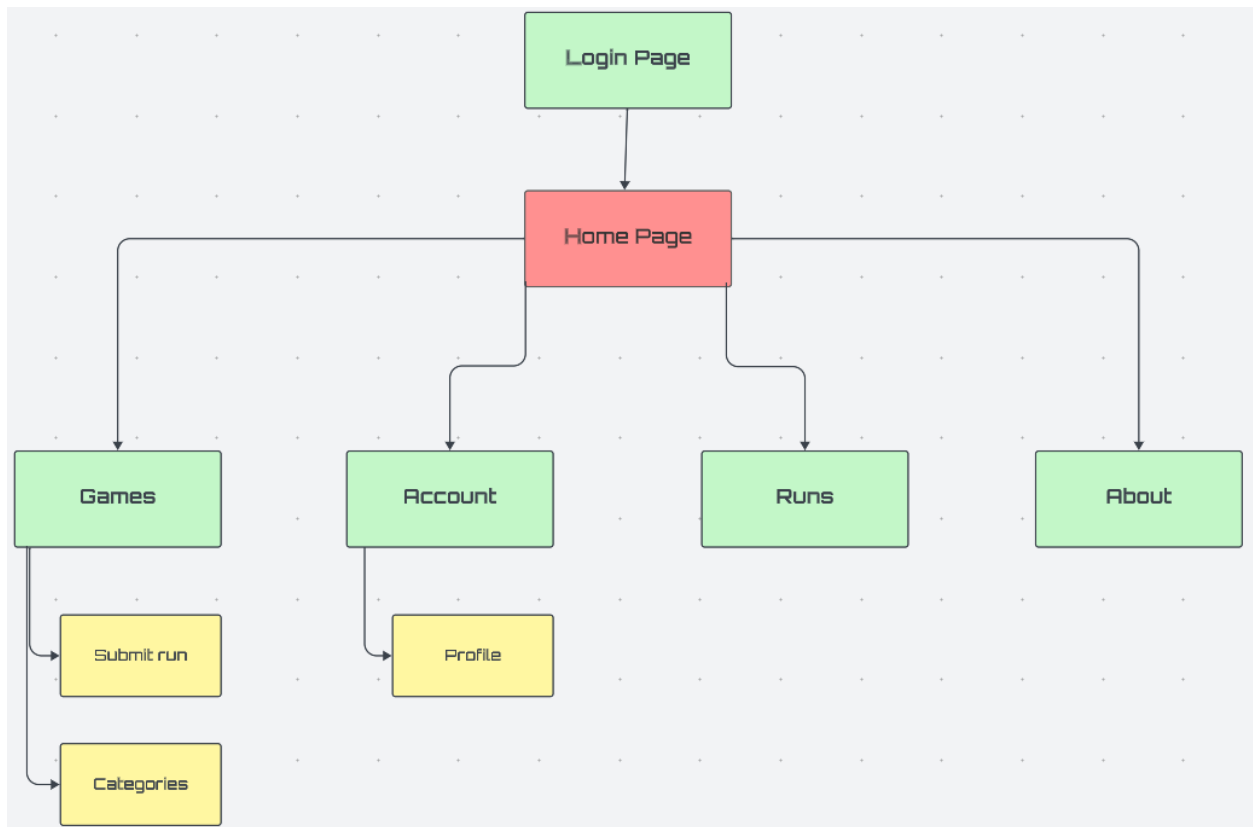 Login Page
Home Page
Games
Account
Runs
About
Submit run
Profile
Categories